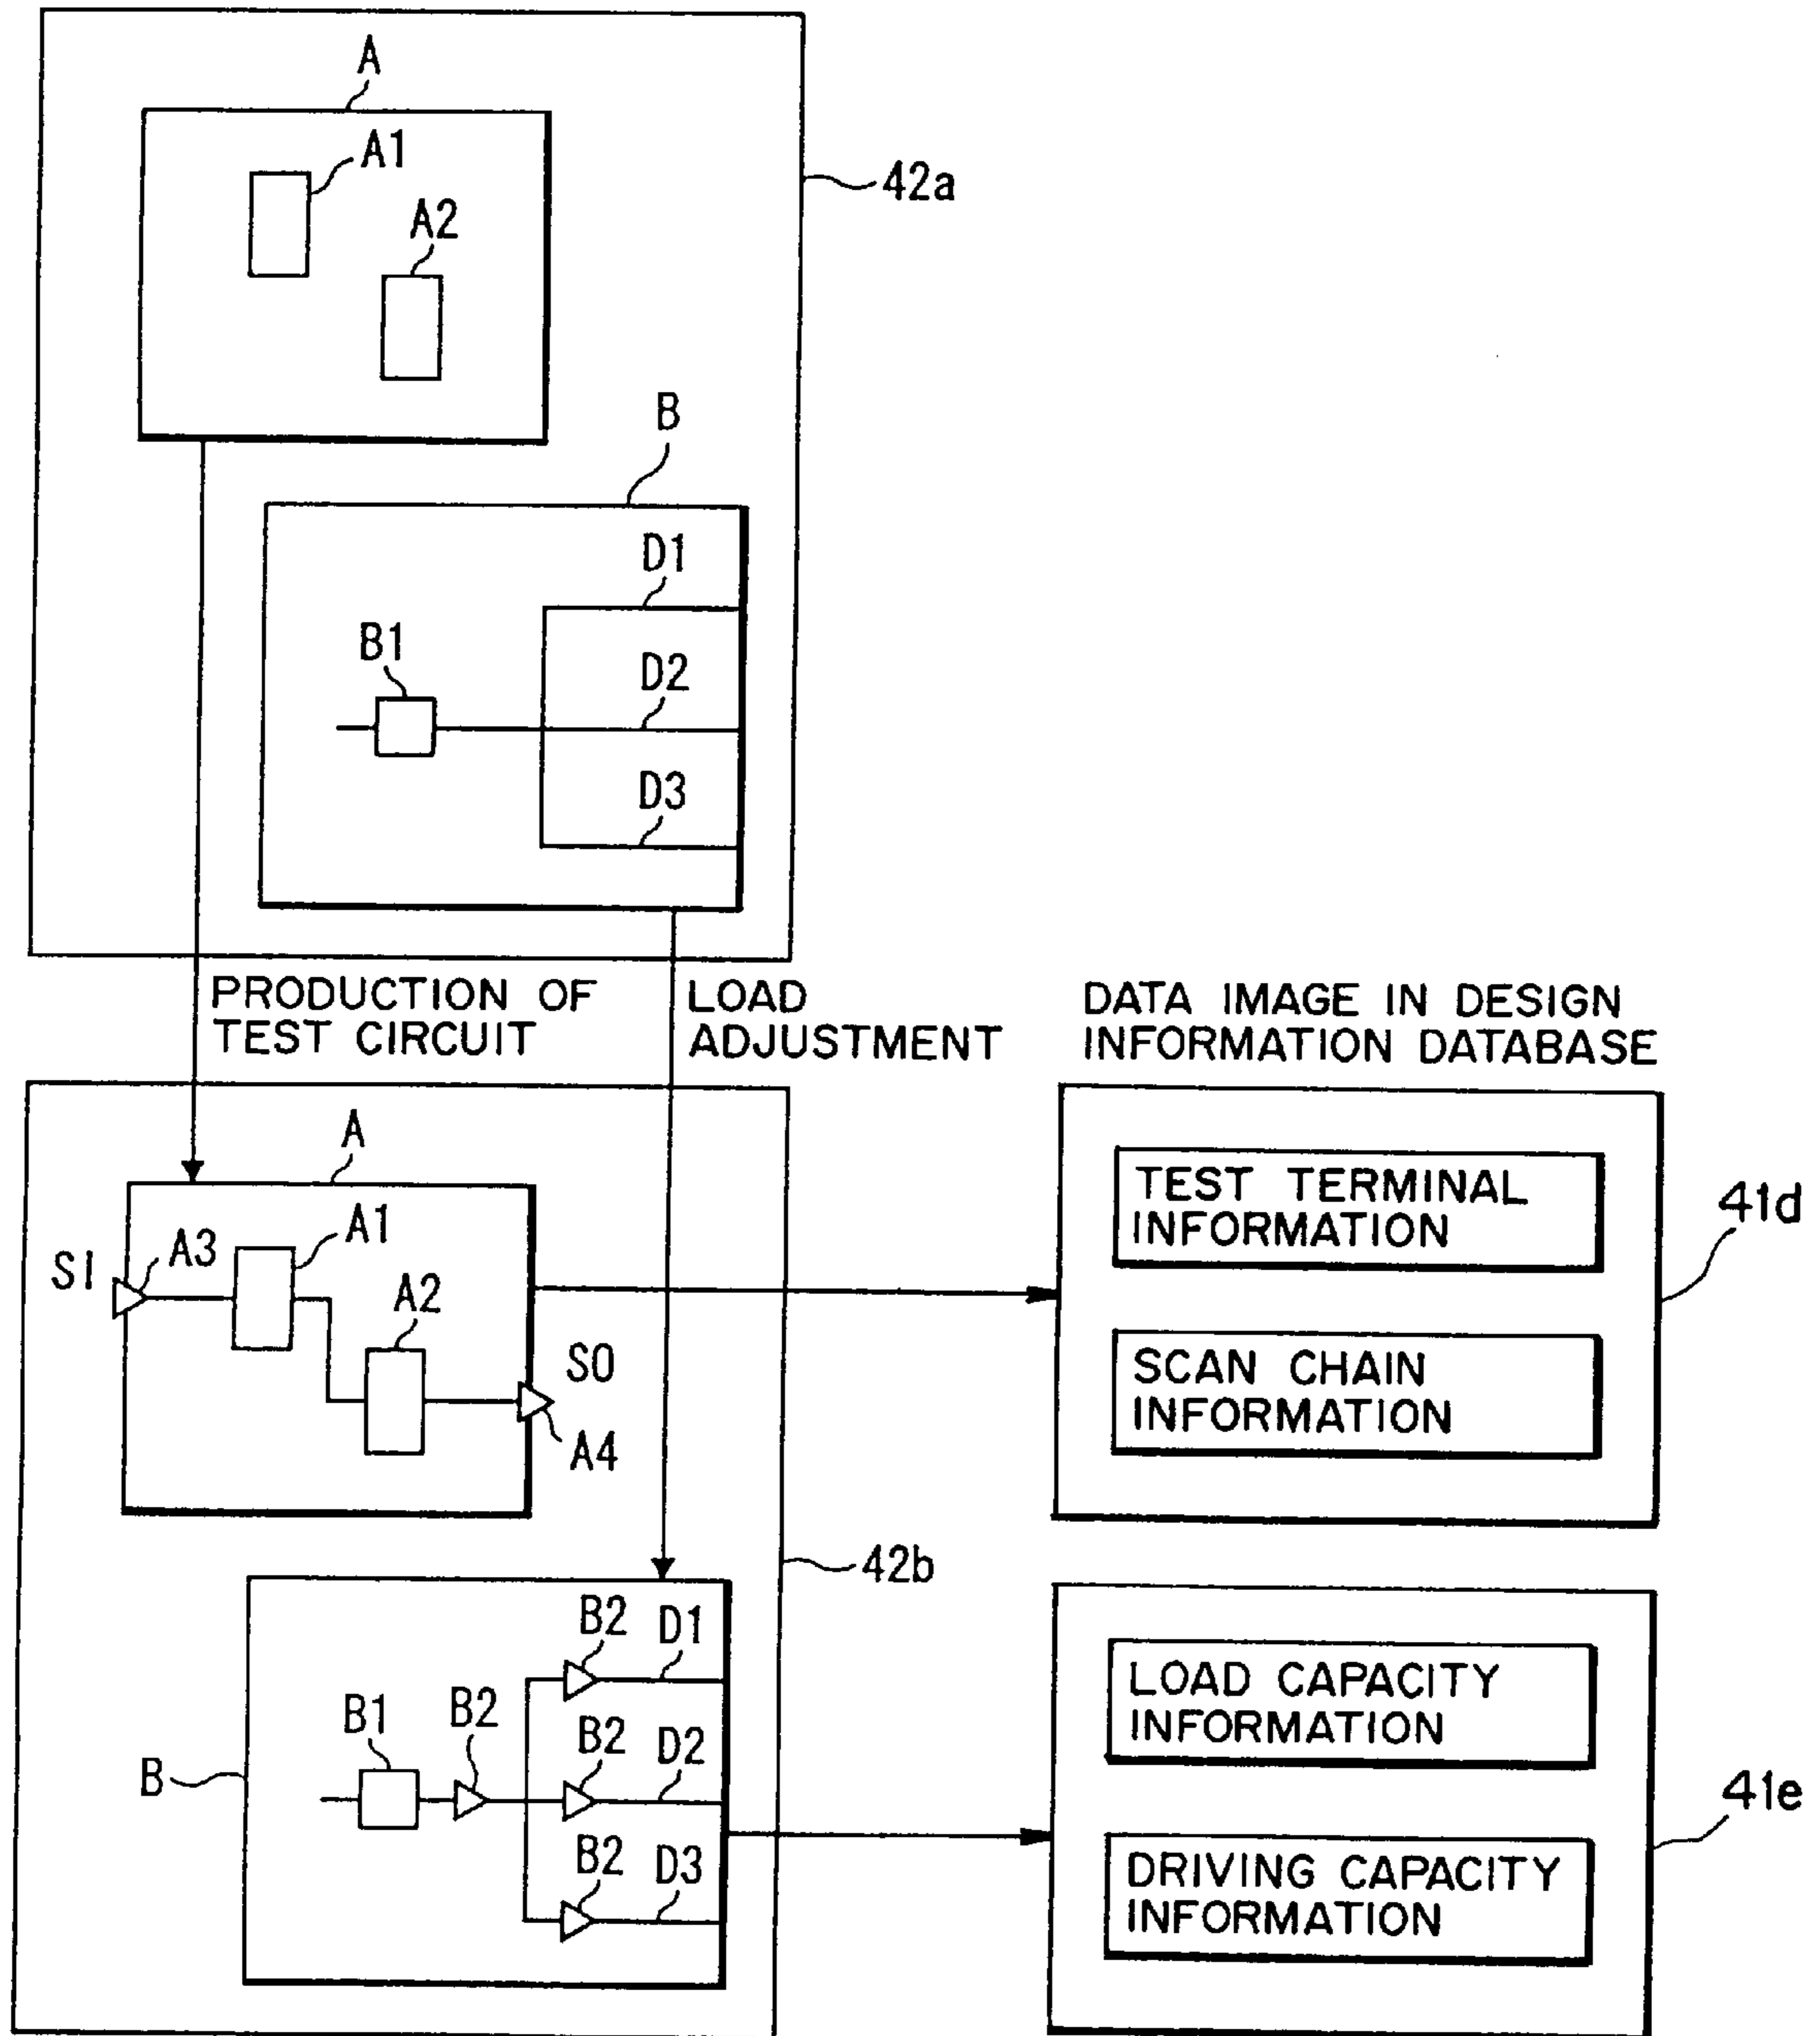 A
A1
42a
A2
B
D1
B1
D2
D3
PRODUCTION OF
TEST CIRCUIT
LOAD
ADJUSTMENT
DATA IMAGE IN DESIGN
INFORMATION DATABASE
A
TEST TERMINAL
INFORMATION
41d
SI
A3
A1
A2
SO
A4
SCAN CHAIN
INFORMATION
42b
B2
D1
B1
B2
B2
D2
B
B2
D3
LOAD CAPACITY
INFORMATION
41e
DRIVING CAPACITY
INFORMATION